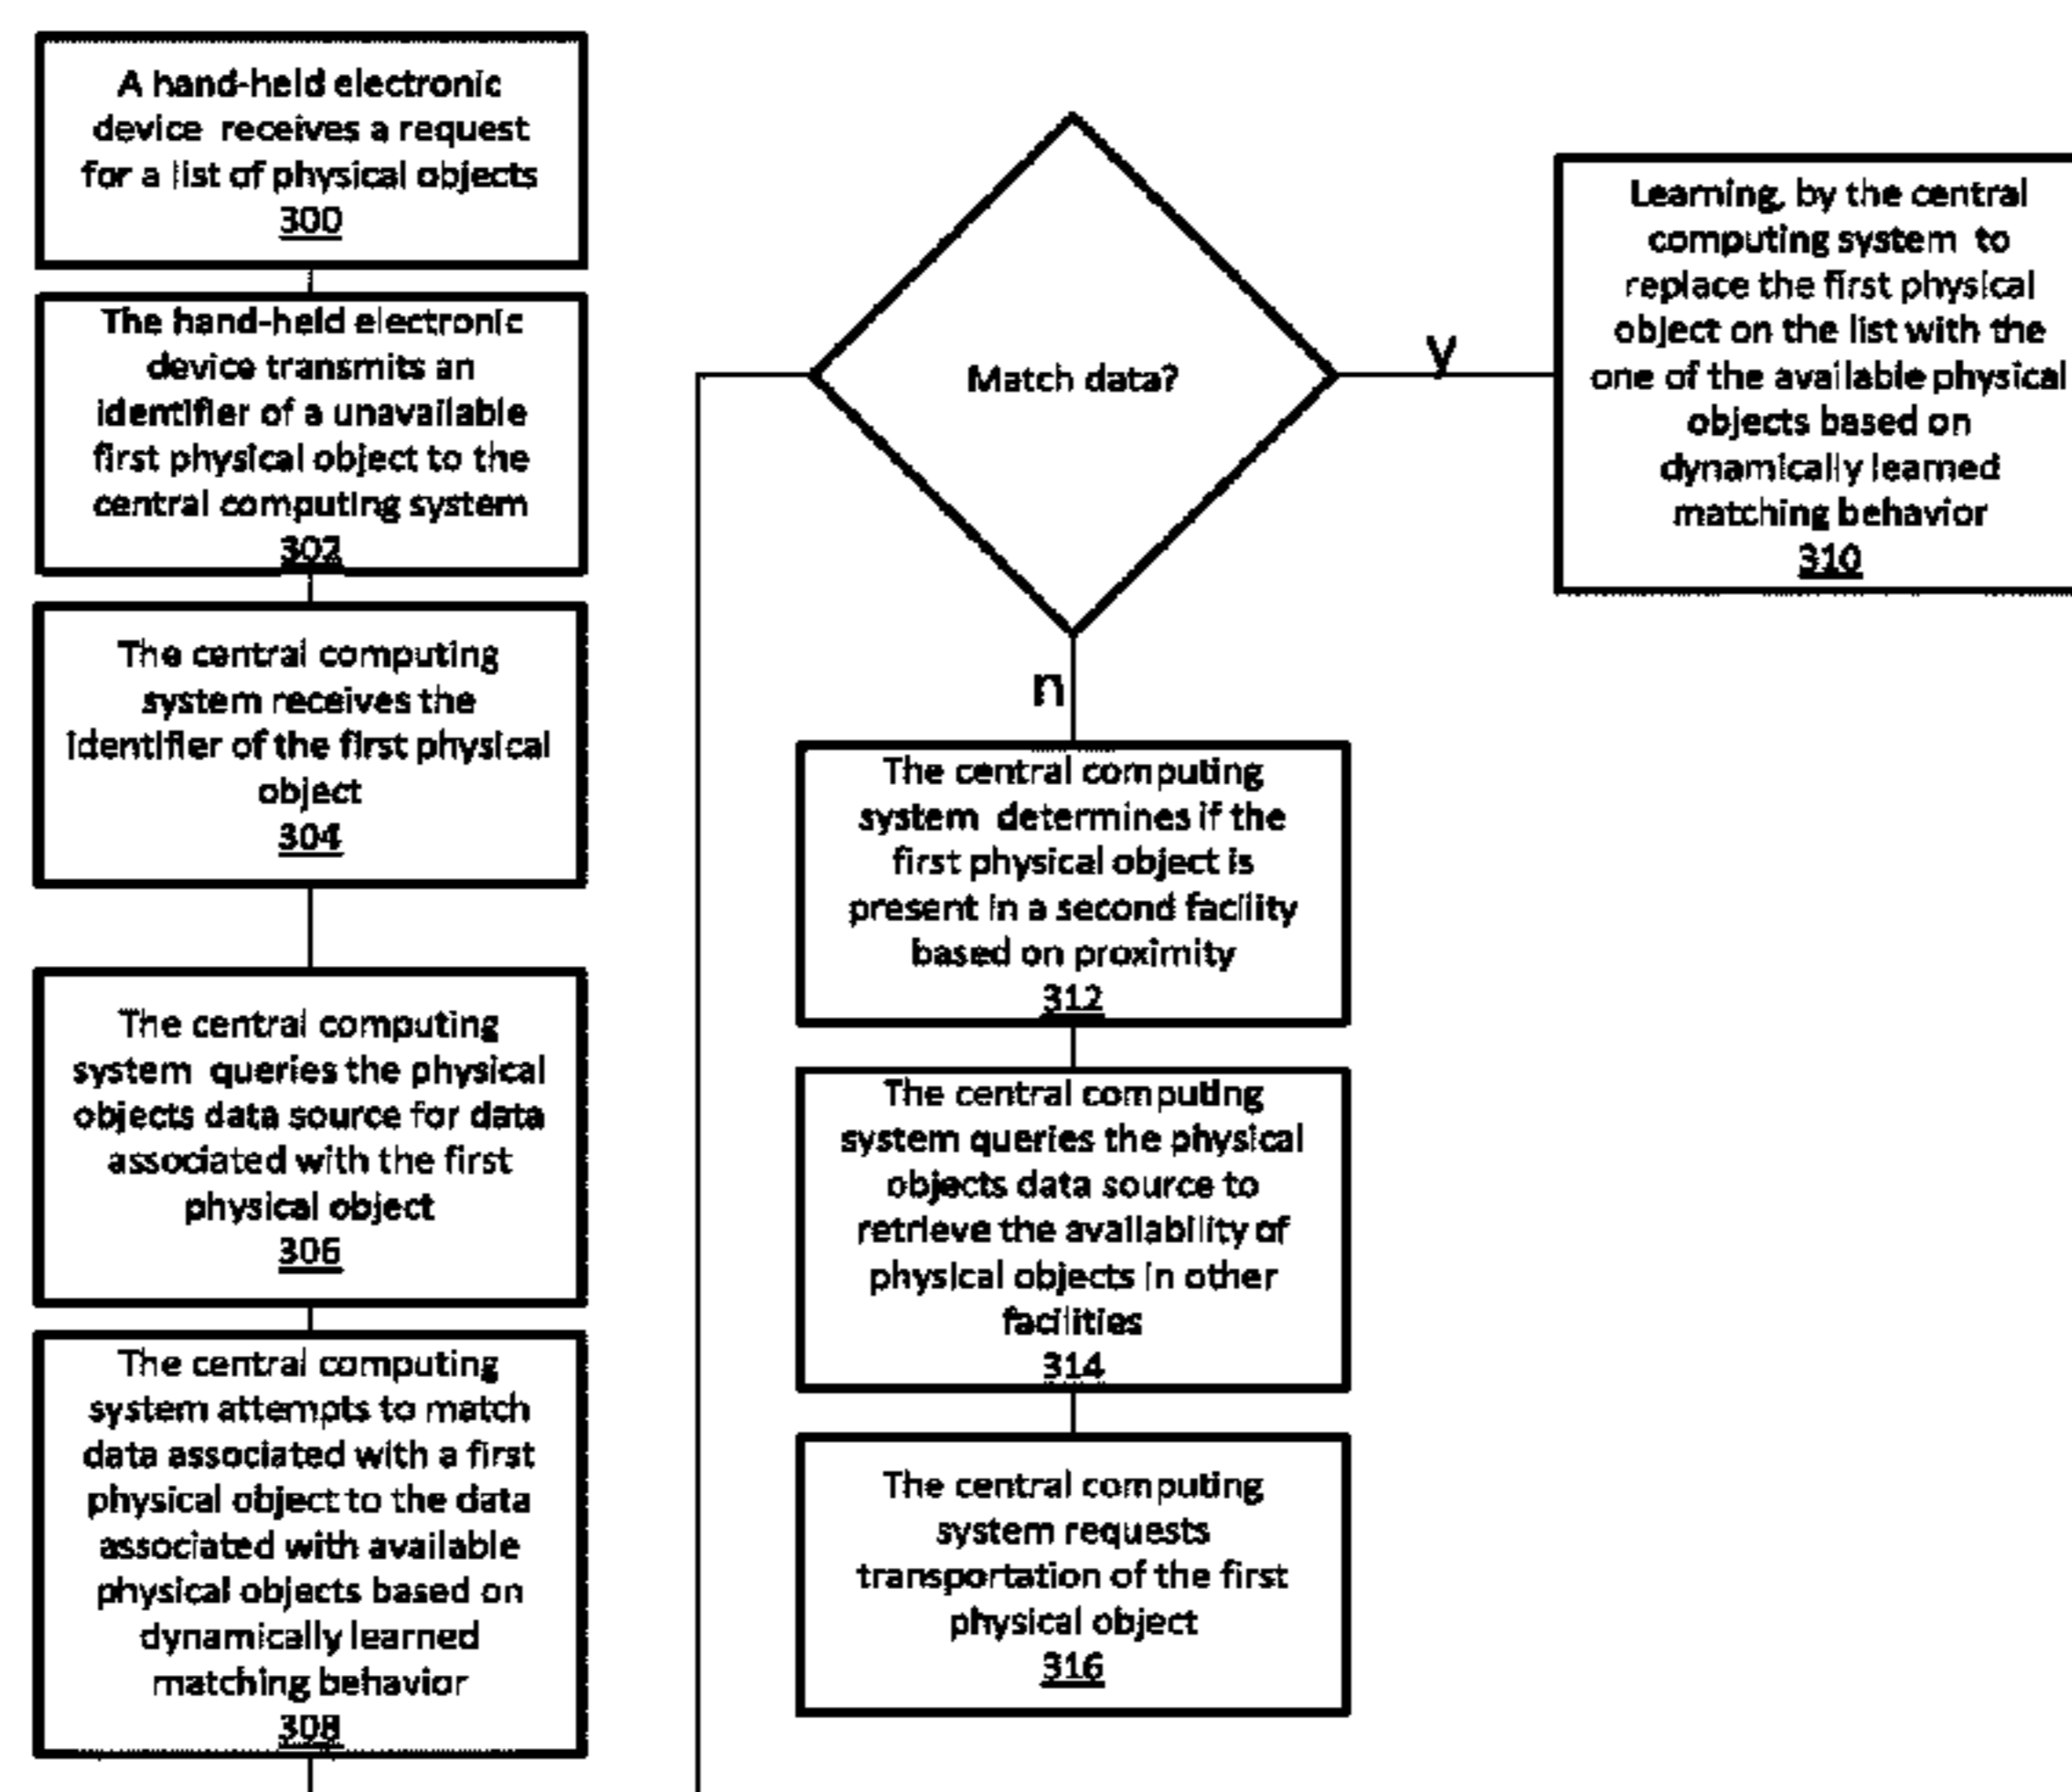 A hand-held electronic
device receives a request
for a list of physical objects
300
The hand-held electronic
device transmits an
identifier of a unavailable
first physical object to the
central computing system
302
The central computing
system receives the
identifier of the first physical
object
304
The central computing
system queries the physical
objects data source for data
associated with the first
physical object
306
The central computing
system attempts to match
data associated with a first
physical object to the data
associated with available
physical objects based on
dynamically learned
matching behavior
308
Match data?
y
n
The central computing
system determines if the
first physical object is
present in a second facility
based on proximity
312
The central computing
system queries the physical
objects data source to
retrieve the availability of
physical objects in other
facilities
314
The central computing
system requests
transportation of the first
physical object
316
Learning, by the central
computing system to
replace the first physical
object on the list with the
one of the available physical
objects based on
dynamically learned
matching behavior
310